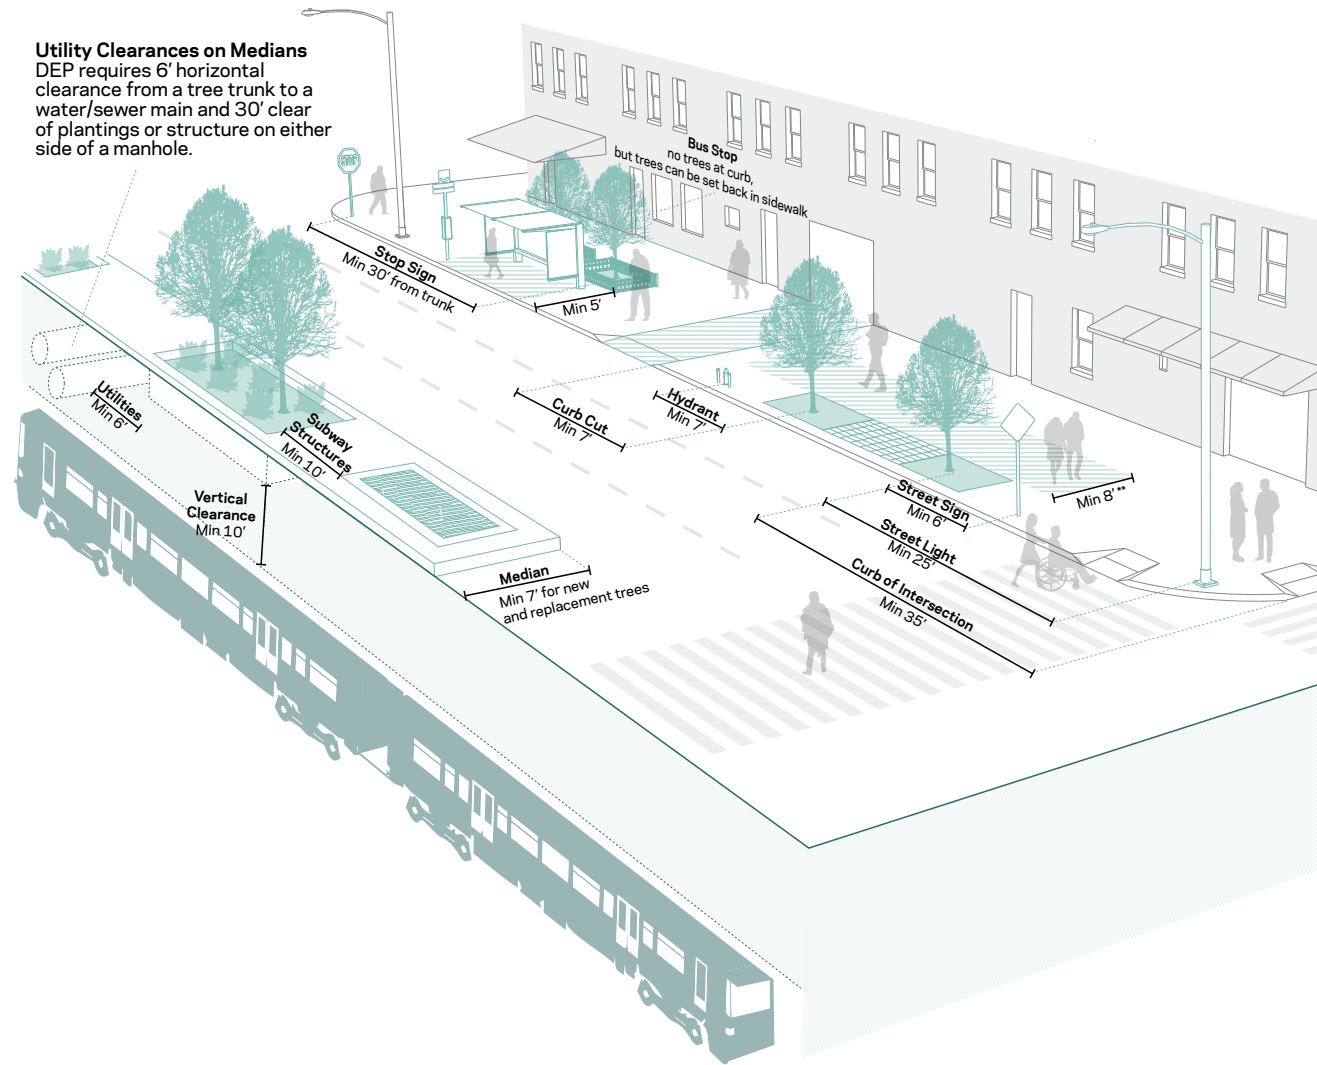 Utility Clearances on Medians
DEP requires 6′ horizontal
clearance from a tree trunk to a
water/sewer main and 30′ clear
of plantings or structure on either
side of a manhole.
STOP
Bus Stop
no trees at curb,
but trees can be set back in sidewalk
Stop Sign
Min 30′ from trunk
Min 5′
Utilities
Min 6′
Subway
Structures
Min 10′
Curb Cut
Min 7′
Hydrant
Min 7′
Vertical
Clearance
Min 10′
Street Sign
Min 6′
Min 8′**
Street Light
Min 25′
Median
Min 7′ for new
and replacement trees
Curb of Intersection
Min 35′